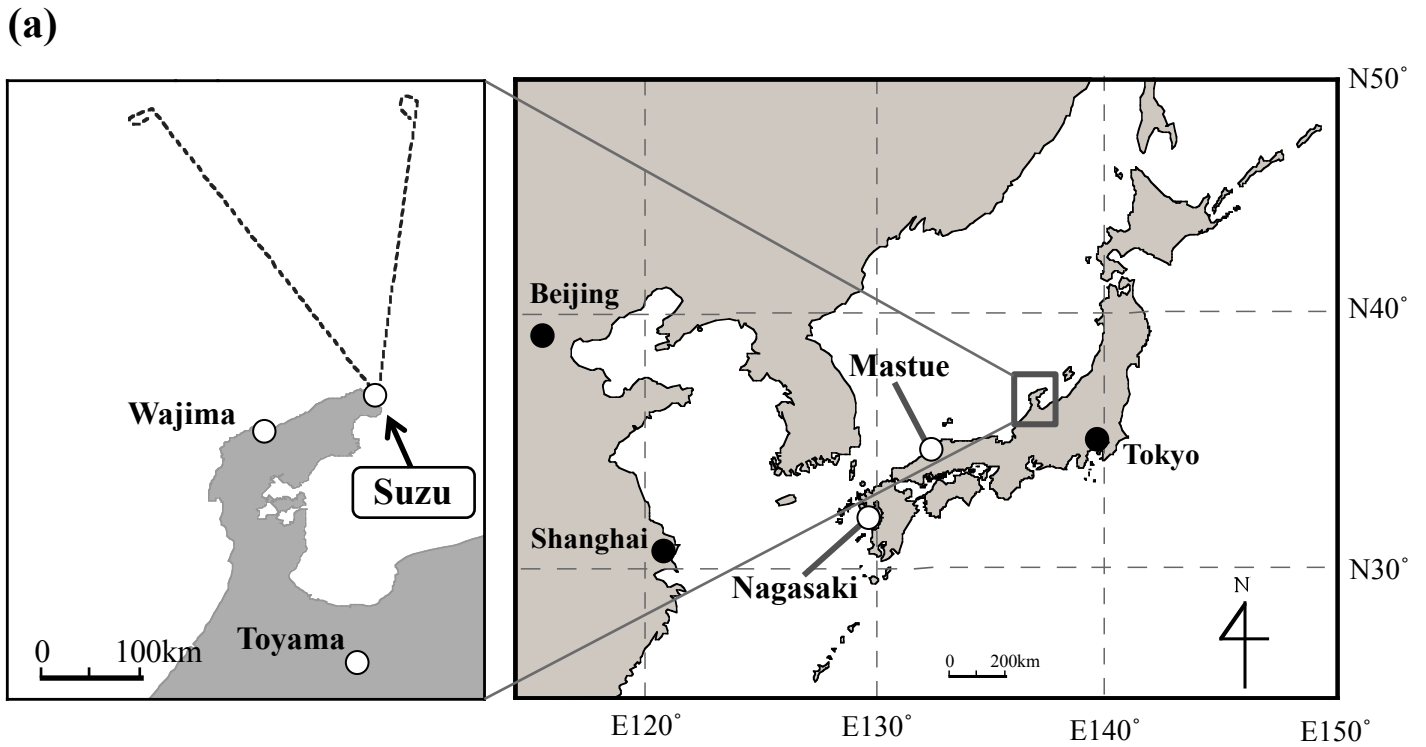 (a)
N50˚
Beijing
N40˚
Mastue
Wajima
Tokyo
Suzu
Shanghai
N30˚
Nagasaki
N
Toyama
0 100km
0 200km
E120˚ E130˚ E140˚ E150˚